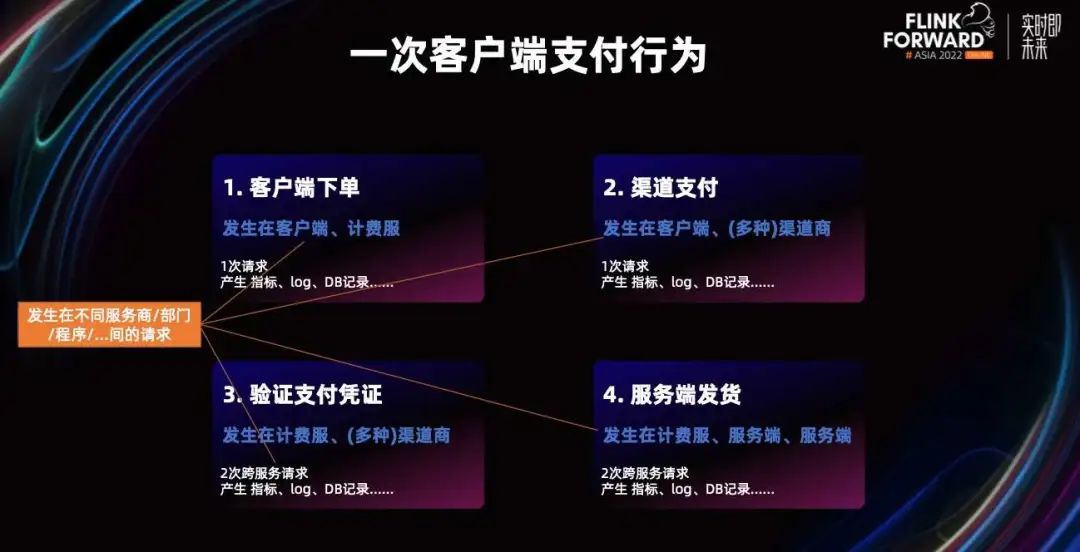 FLINK
FORWARD
# ASIA 2022 ONLINE
实时即
未来
一次客户端支付行为
1. 客户端下单
发生在客户端、计费服
1次请求
产生 指标、log、DB记录......
2. 渠道支付
发生在客户端、(多种)渠道商
1次请求
产生 指标、log、DB记录......
发生在不同服务商/部门
/程序/...间的请求
3. 验证支付凭证
发生在计费服、(多种)渠道商
2次跨服务请求
产生 指标、log、DB记录......
4. 服务端发货
发生在计费服、服务端、服务端
2次跨服务请求
产生 指标、log、DB记录......